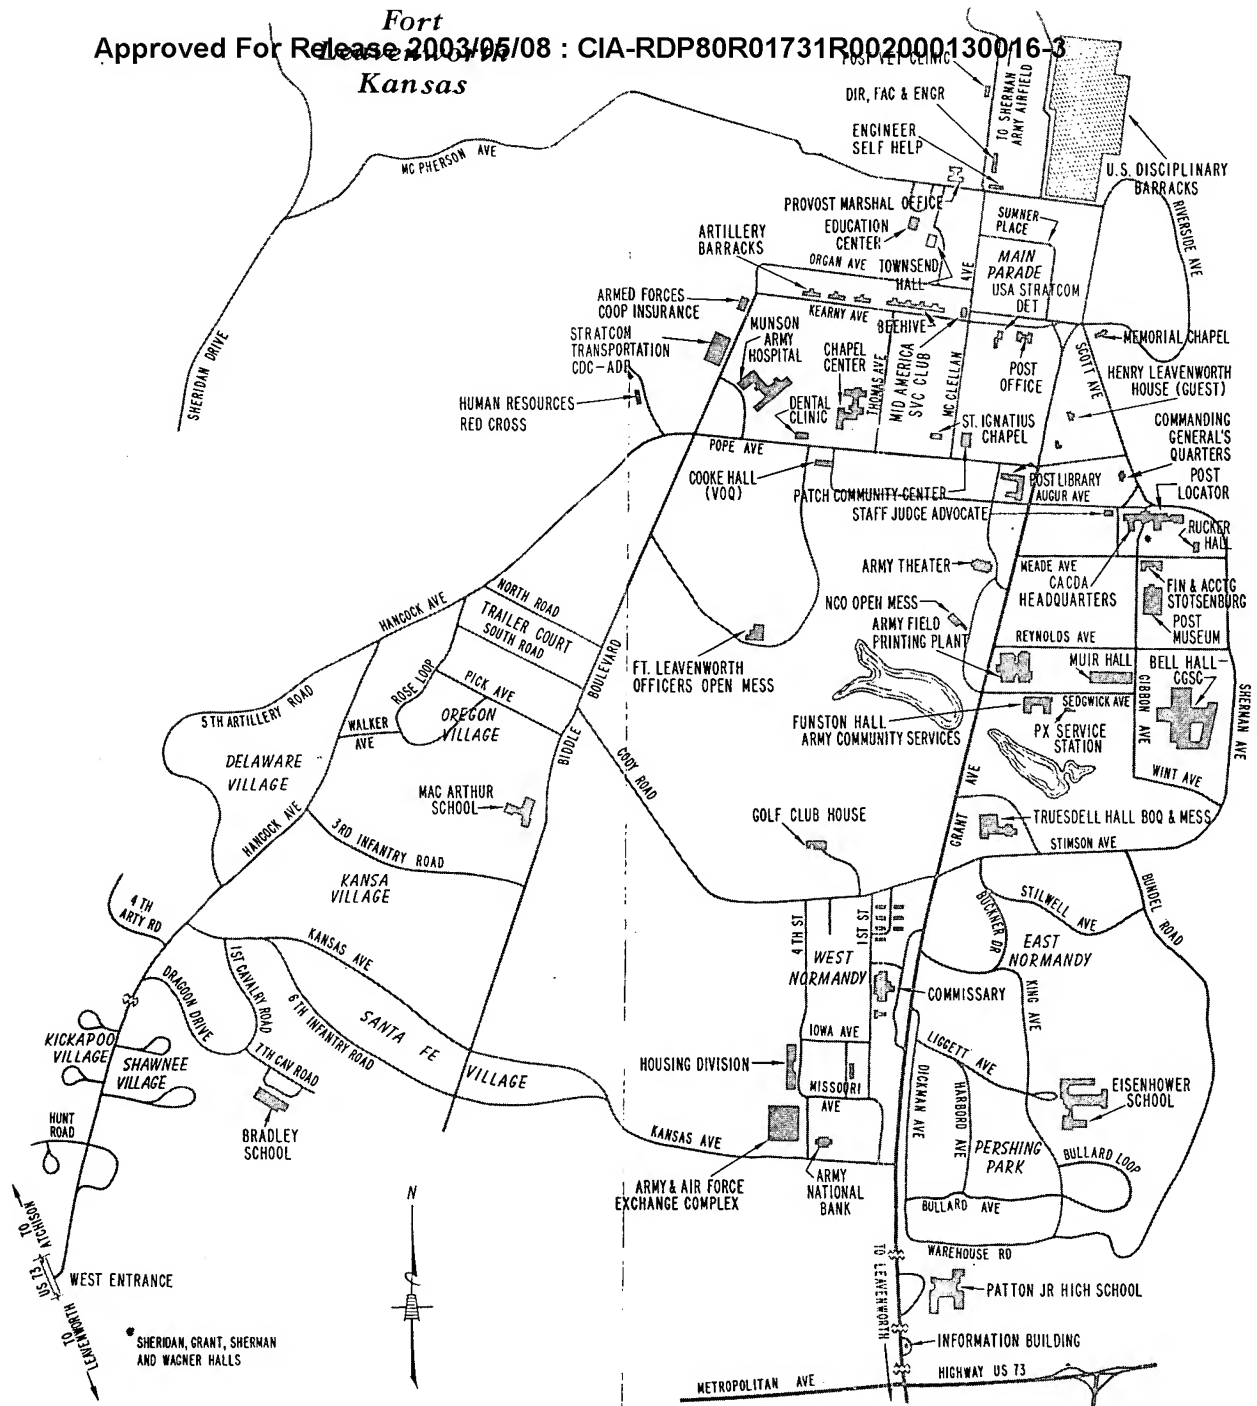 Fort
Approved For Release 2003/05/08 : CIA-RDP80R01731R002000130016-3
Leavenworth
Kansas
POST VET CLINIC
DIR, FAC & ENGR
ENGINEER
SELF HELP
TO SHERMAN
ARMY AIRFIELD
U.S. DISCIPLINARY
BARRACKS
MC PHERSON AVE
PROVOST MARSHAL OFFICE
EDUCATION
CENTER
SUMNER
PLACE
RIVERSIDE AVE
ARTILLERY
BARRACKS
ORGAN AVE
TOWNSEND
HALL
AVE
MAIN
PARADE
USA STRATCOM
DET
ARMED FORCES
COOP INSURANCE
KEARNY AVE
BEEHIVE
MEMORIAL CHAPEL
STRATCOM
TRANSPORTATION
CDC-ADP
MUNSON
ARMY
HOSPITAL
CHAPEL
CENTER
THOMAS AVE
MID AMERICA
SVC CLUB
MC CLELLAN
POST
OFFICE
SCOTT AVE
HENRY LEAVENWORTH
HOUSE (GUEST)
SHERIDAN DRIVE
HUMAN RESOURCES
RED CROSS
DENTAL
CLINIC
ST. IGNATIUS
CHAPEL
COMMANDING
GENERAL'S
QUARTERS
POPE AVE
COOKE HALL
(VOQ)
PATCH COMMUNITY CENTER
POST LIBRARY
AUGUR AVE
POST
LOCATOR
STAFF JUDGE ADVOCATE
RUCKER
HALL
ARMY THEATER
MEADE AVE
CACDA
HEADQUARTERS
FIN & ACCTG
STOTSENBURG
POST
MUSEUM
HANCOCK AVE
NORTH ROAD
TRAILER COURT
SOUTH ROAD
NCO OPEN MESS
ARMY FIELD
PRINTING PLANT
REYNOLDS AVE
MUIR HALL
BELL HALL-
CGSC
FT. LEAVENWORTH
OFFICERS OPEN MESS
BOULEVARD
ROSE LOOP
PICK AVE
5TH ARTILLERY ROAD
WALKER
AVE
OREGON
VILLAGE
FUNSTON HALL
ARMY COMMUNITY SERVICES
SEDGWICK AVE
PX SERVICE
STATION
GIBBON AVE
SHERMAN AVE
BIDDLE
CODY ROAD
DELAWARE
VILLAGE
AVE
WINT AVE
MAC ARTHUR
SCHOOL
GOLF CLUB HOUSE
GRANT
TRUESDELL HALL BOQ & MESS
STIMSON AVE
HANCOCK AVE
3RD INFANTRY ROAD
KANSA
VILLAGE
4TH
ARTY RD
BUCKNER DR
STILWELL AVE
BUNDEL ROAD
4TH ST
1ST ST
KANSAS AVE
EAST
NORMANDY
WEST
NORMANDY
DRAGOON DRIVE
1ST CAVALRY ROAD
6TH INFANTRY ROAD
COMMISSARY
KING AVE
SANTA FE
VILLAGE
IOWA AVE
LIGGETT AVE
KICKAPOO
VILLAGE
SHAWNEE
VILLAGE
7TH CAV ROAD
HOUSING DIVISION
MISSOURI
AVE
DICKMAN AVE
HARBORD AVE
EISENHOWER
SCHOOL
HUNT
ROAD
BRADLEY
SCHOOL
KANSAS AVE
PERSHING
PARK
BULLARD LOOP
ARMY & AIR FORCE
EXCHANGE COMPLEX
ARMY
NATIONAL
BANK
BULLARD AVE
N
TO
ATCHISON
US 73
WAREHOUSE RD
TO LEAVENWORTH
WEST ENTRANCE
PATTON JR HIGH SCHOOL
TO
LEAVENWORTH
SHERIDAN, GRANT, SHERMAN
AND WAGNER HALLS
INFORMATION BUILDING
METROPOLITAN AVE
HIGHWAY US 73